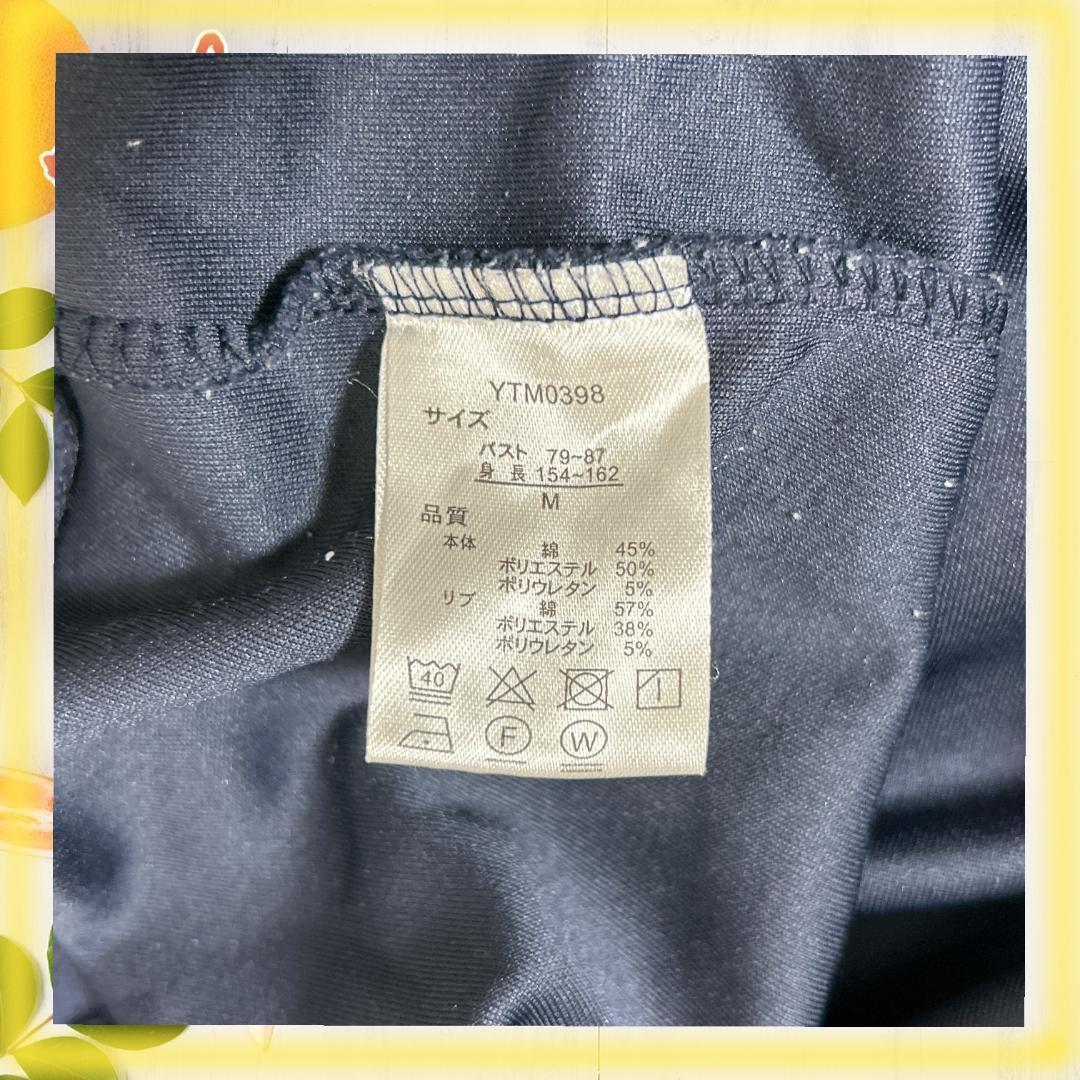 YTM0398
サイズ
バスト 79~87
身長 154~162
M
品質
本体 綿 45%
ポリエステル 50%
ポリウレタン 5%
リブ 綿 57%
ポリエステル 38%
ポリウレタン 5%
40
F
W